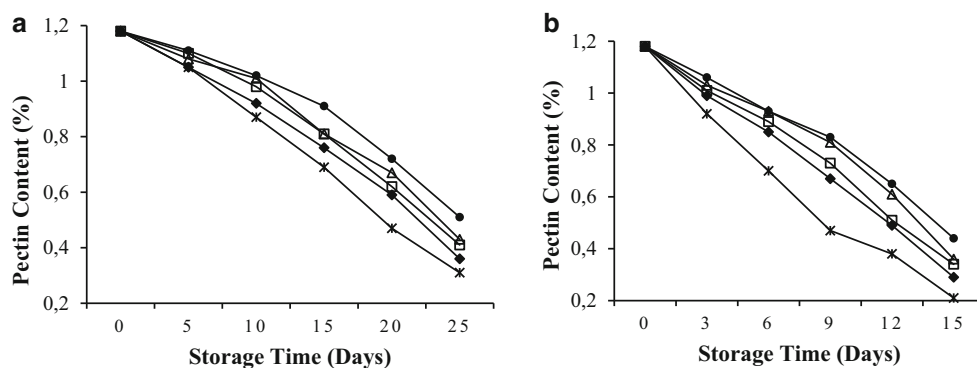 a
1,2
1
0,8
0,6
0,4
0,2
Pectin Content (%)
0 5 10 15 20 25
Storage Time (Days)
b
1,2
1
0,8
0,6
0,4
0,2
Pectin Content (%)
0 3 6 9 12 15
Storage Time (Days)